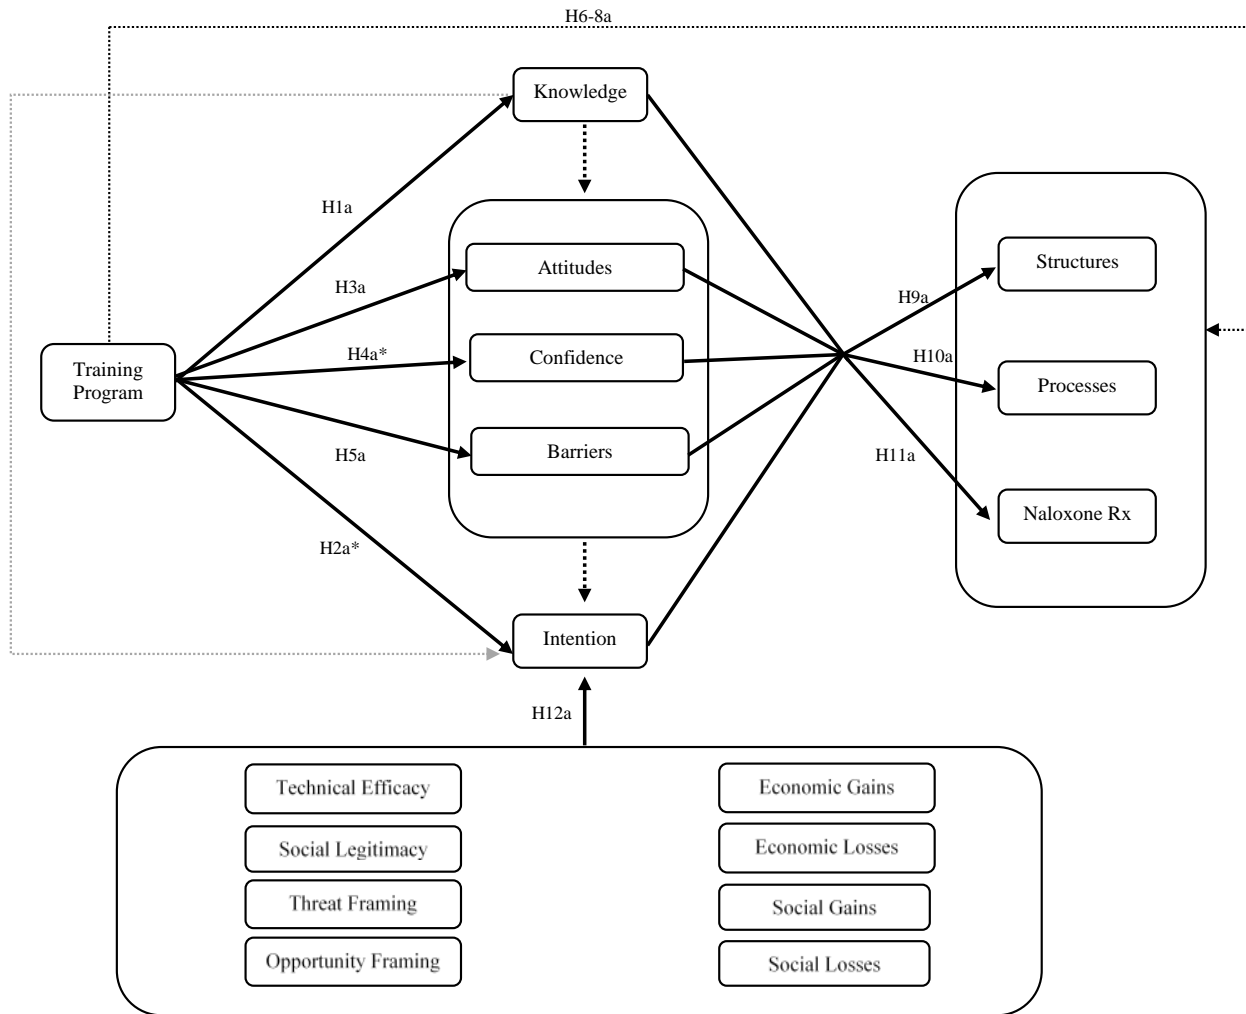 H6-8a
Knowledge
H1a
Attitudes
Structures
H3a
H9a
H4a*
Confidence
H10a
Training
Program
Processes
Barriers
H5a
H11a
Naloxone Rx
H2a*
Intention
H12a
Technical Efficacy
Economic Gains
Social Legitimacy
Economic Losses
Threat Framing
Social Gains
Opportunity Framing
Social Losses